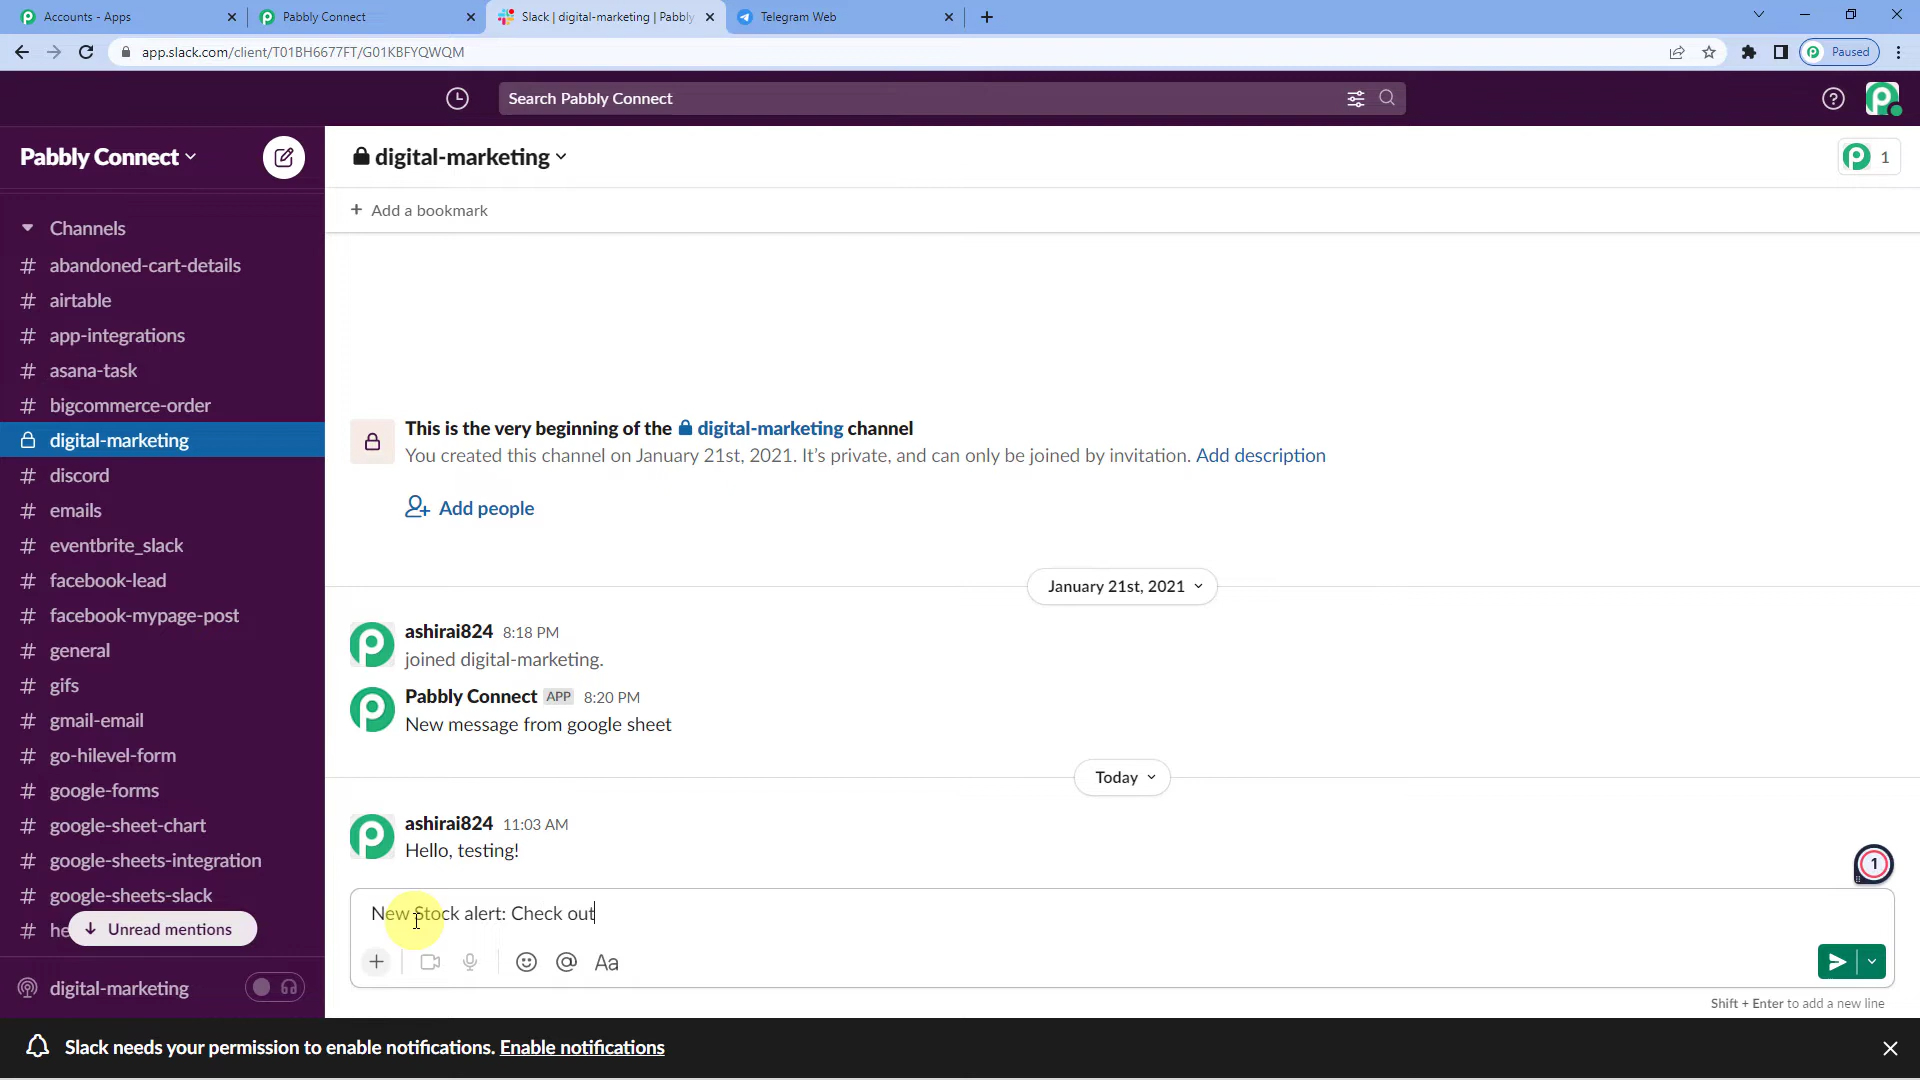 Accounts - Apps
Pabbly Connect
Slack | digital-marketing | Pabbly
Telegram Web
app.slack.com/client/T01BH6677FT/G01KBFYQWQM
Paused
Search Pabbly Connect
Pabbly Connect
Channels
# abandoned-cart-details
# airtable
# app-integrations
# asana-task
# bigcommerce-order
digital-marketing
# discord
# emails
# eventbrite_slack
# facebook-lead
# facebook-mypage-post
# general
# gifs
# gmail-email
# go-hilevel-form
# google-forms
# google-sheet-chart
# google-sheets-integration
# google-sheets-slack
# he
Unread mentions
digital-marketing
digital-marketing
1
+ Add a bookmark
This is the very beginning of the digital-marketing channel
You created this channel on January 21st, 2021. It's private, and can only be joined by invitation. Add description
Add people
January 21st, 2021
ashirai824 8:18 PM
joined digital-marketing.
Pabbly Connect APP 8:20 PM
New message from google sheet
Today
ashirai824 11:03 AM
Hello, testing!
1
New Stock alert: Check out
Aa
Shift + Enter to add a new line
Slack needs your permission to enable notifications. Enable notifications